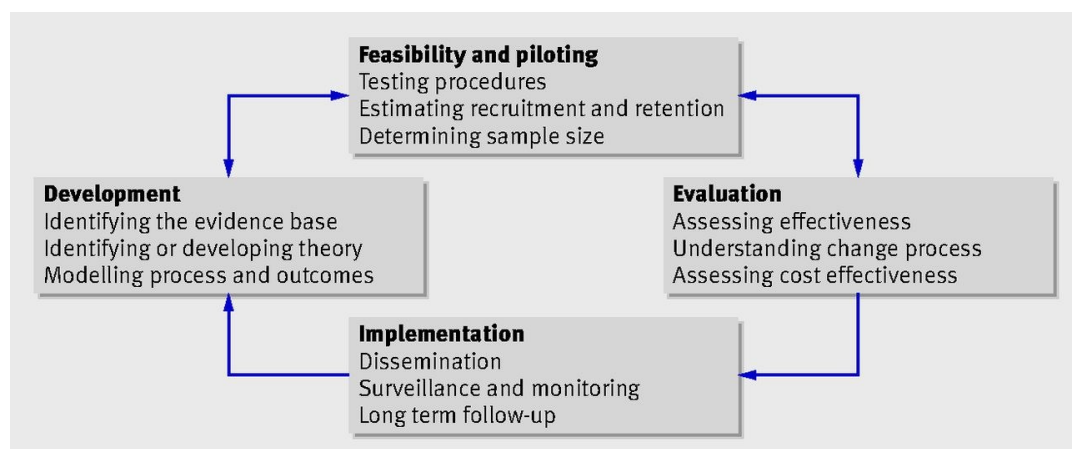 Feasibility and piloting
Testing procedures
Estimating recruitment and retention
Determining sample size
Development
Identifying the evidence base
Identifying or developing theory
Modelling process and outcomes
Evaluation
Assessing effectiveness
Understanding change process
Assessing cost effectiveness
Implementation
Dissemination
Surveillance and monitoring
Long term follow-up